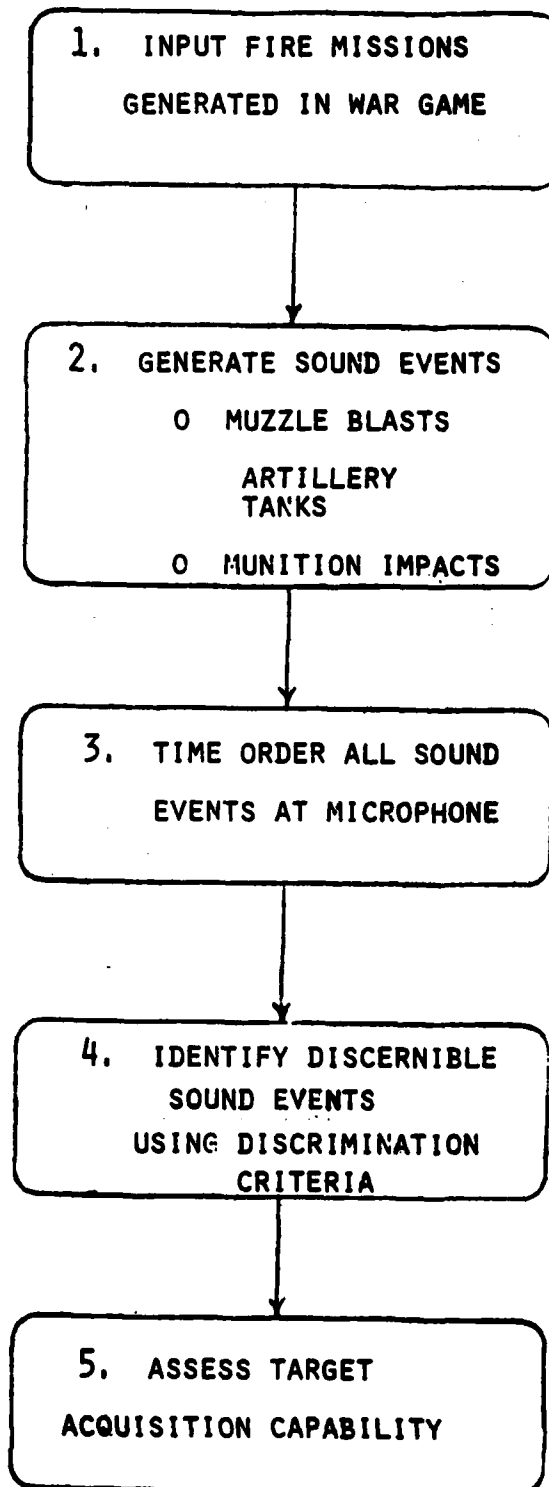 1. INPUT FIRE MISSIONS
GENERATED IN WAR GAME
2. GENERATE SOUND EVENTS
O MUZZLE BLASTS
ARTILLERY
TANKS
O MUNITION IMPACTS
3. TIME ORDER ALL SOUND
EVENTS AT MICROPHONE
4. IDENTIFY DISCERNIBLE
SOUND EVENTS
USING DISCRIMINATION
CRITERIA
5. ASSESS TARGET
ACQUISITION CAPABILITY